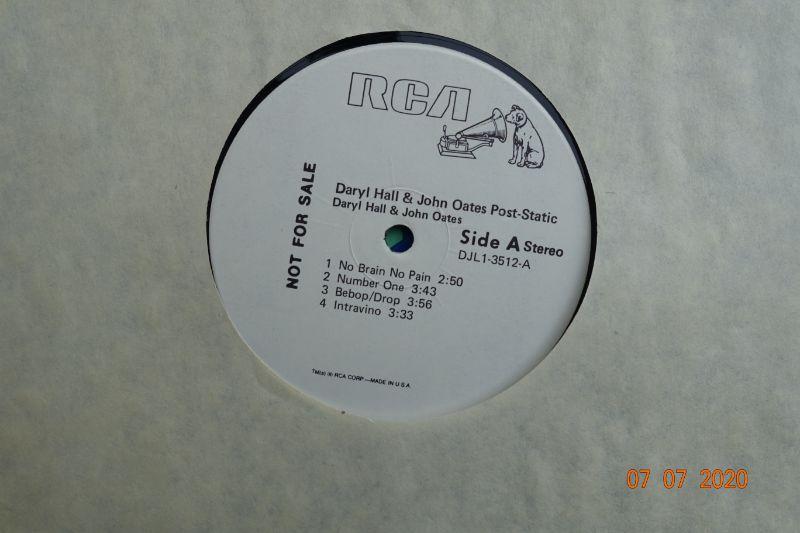 RCA
NOT FOR SALE
Daryl Hall & John Oates Post-Static
Daryl Hall & John Oates
Side A Stereo
DJL1-3512-A
1 No Brain No Pain 2:50
2 Number One 3:43
3 Bebop/Drop 3:56
4 Intravino 3:33
RCA CORP.—MADE IN U.S.A
07 07 2020